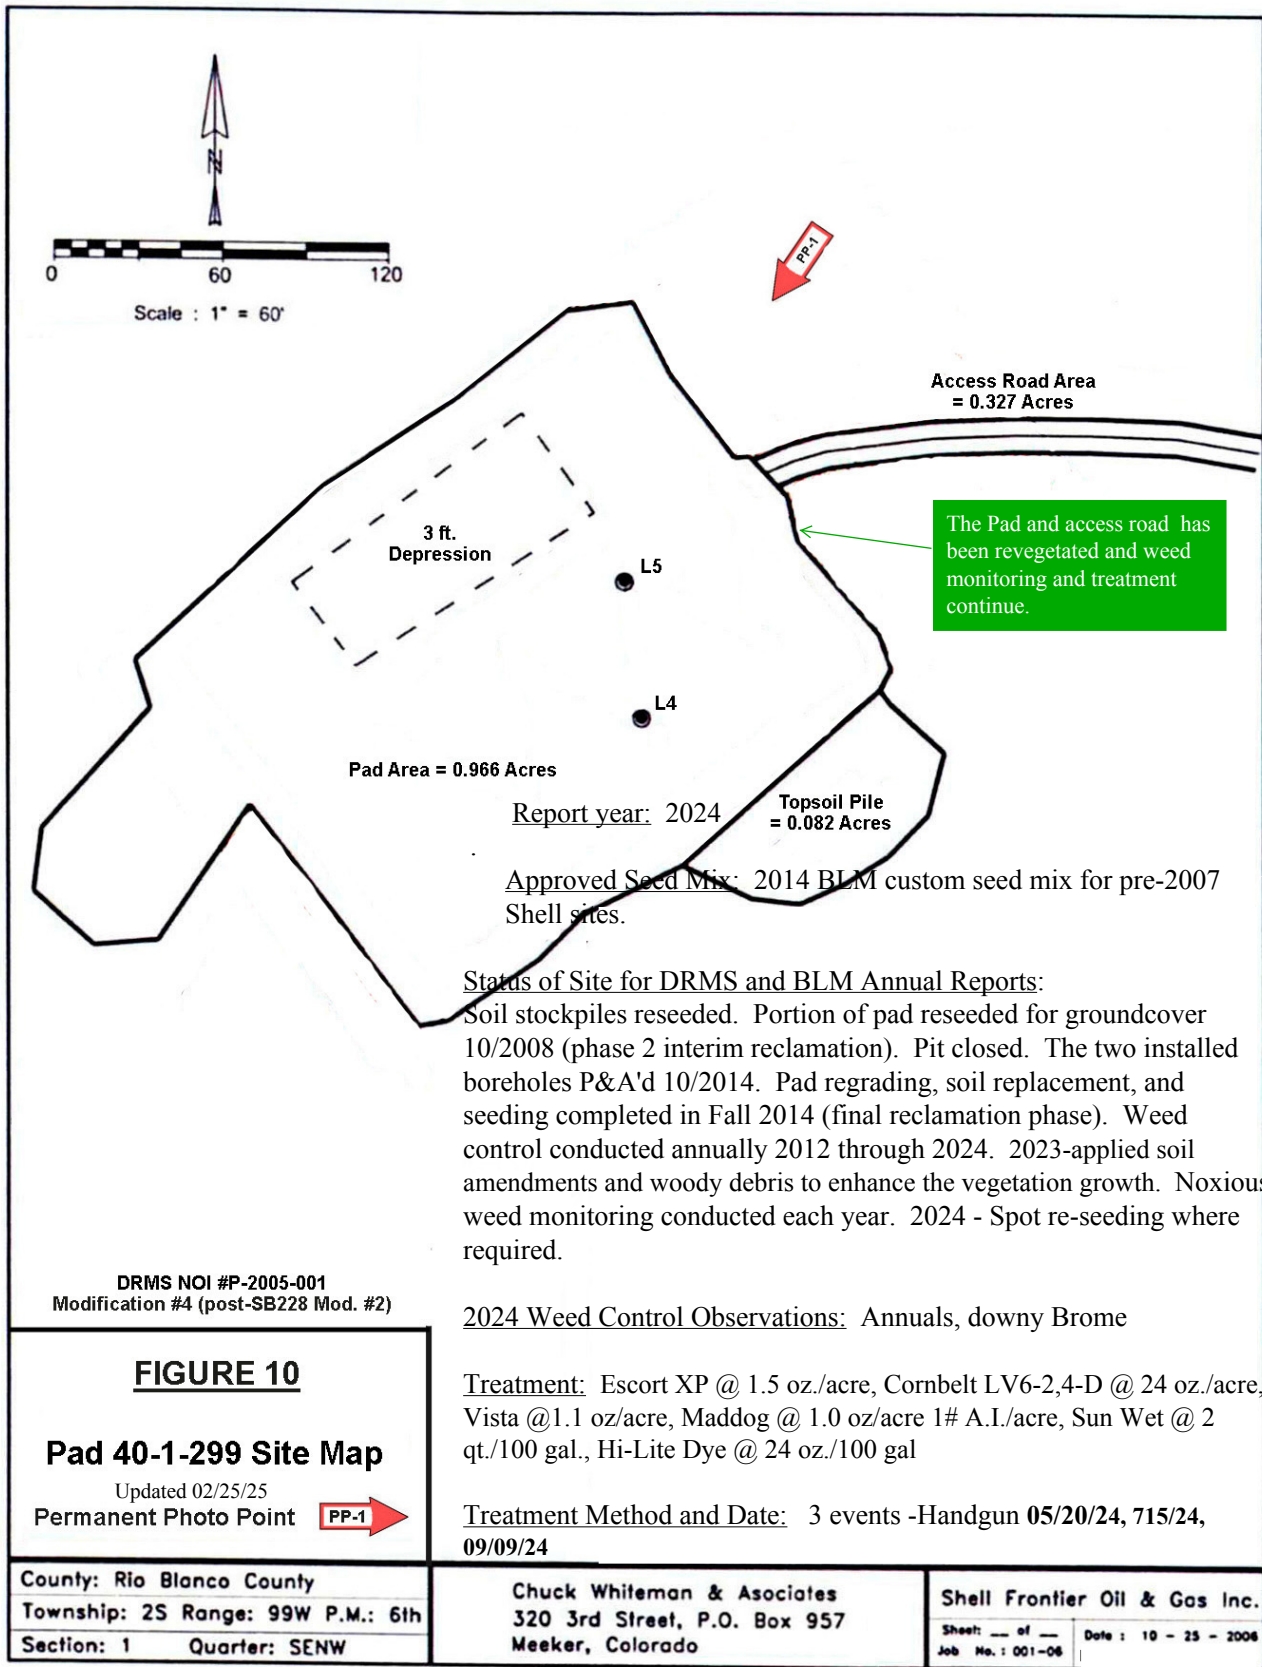 N
0 60 120
Scale : 1" = 60'
PP-1
Access Road Area
= 0.327 Acres
3 ft.
Depression
The Pad and access road  has
been revegetated and weed
monitoring and treatment
continue.
L5
L4
Pad Area = 0.966 Acres
Topsoil Pile
= 0.082 Acres
Report year:  2024
Approved Seed Mix:  2014 BLM custom seed mix for pre-2007
Shell sites.
Status of Site for DRMS and BLM Annual Reports:
Soil stockpiles reseeded.  Portion of pad reseeded for groundcover
10/2008 (phase 2 interim reclamation).  Pit closed.  The two installed
boreholes P&A'd 10/2014.  Pad regrading, soil replacement, and
seeding completed in Fall 2014 (final reclamation phase).  Weed
control conducted annually 2012 through 2024.  2023-applied soil
amendments and woody debris to enhance the vegetation growth.  Noxious
weed monitoring conducted each year.  2024 - Spot re-seeding where
required.
2024 Weed Control Observations:  Annuals, downy Brome
Treatment:  Escort XP @ 1.5 oz./acre, Cornbelt LV6-2,4-D @ 24 oz./acre,
Vista @1.1 oz/acre, Maddog @ 1.0 oz/acre 1# A.I./acre, Sun Wet @ 2
qt./100 gal., Hi-Lite Dye @ 24 oz./100 gal
Treatment Method and Date:   3 events -Handgun 05/20/24, 715/24,
09/09/24
DRMS NOI #P-2005-001
Modification #4 (post-SB228 Mod. #2)
FIGURE 10
Pad 40-1-299 Site Map
Updated 02/25/25
Permanent Photo Point PP-1
County: Rio Blanco County
Township: 2S Range: 99W P.M.: 6th
Section: 1 Quarter: SENW
Chuck Whiteman & Asociates
320 3rd Street, P.O. Box 957
Meeker, Colorado
Shell Frontier Oil & Gas Inc.
Sheet: __ of __
Job No. : 001-06
Date : 10 - 25 - 2006